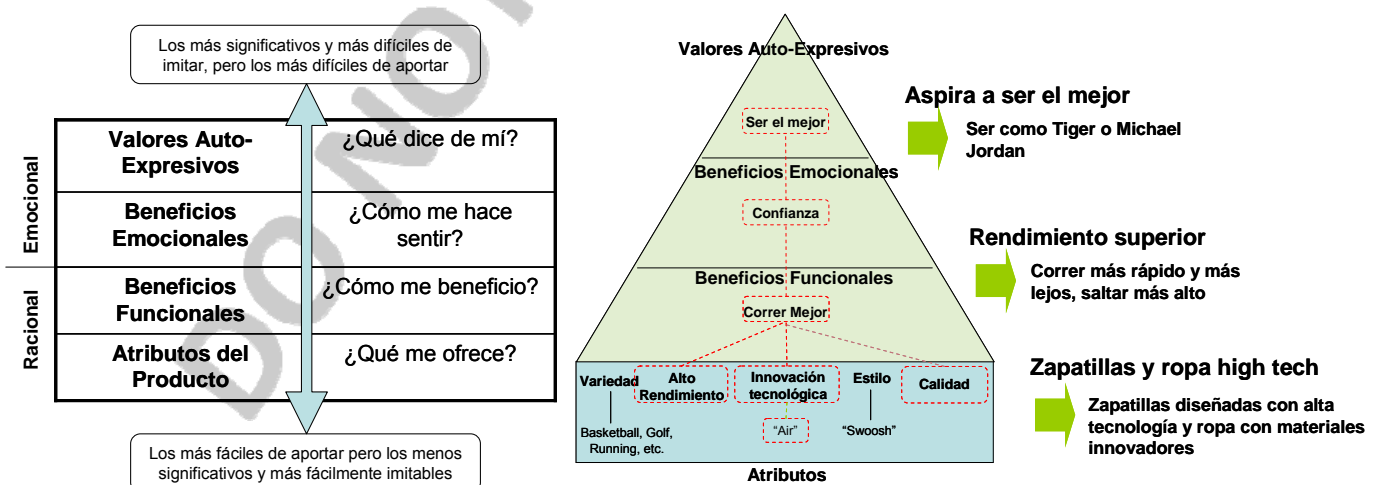 Los más significativos y más difíciles de
imitar, pero los más difíciles de aportar
Emocional
Racional
Valores Auto-
Expresivos
¿Qué dice de mí?
Beneficios
Emocionales
¿Cómo me hace
sentir?
Beneficios
Funcionales
¿Cómo me beneficio?
Atributos del
Producto
¿Qué me ofrece?
Los más fáciles de aportar pero los menos
significativos y más fácilmente imitables
DO NO
Valores Auto-Expresivos
Ser el mejor
Beneficios Emocionales
Confianza
Beneficios Funcionales
Correr Mejor
Variedad
Alto
Rendimiento
Innovación
tecnológica
Estilo
Calidad
Basketball, Golf,
Running, etc.
“Air”
“Swoosh”
Atributos
Aspira a ser el mejor
Ser como Tiger o Michael
Jordan
Rendimiento superior
Correr más rápido y más
lejos, saltar más alto
Zapatillas y ropa high tech
Zapatillas diseñadas con alta
tecnología y ropa con materiales
innovadores